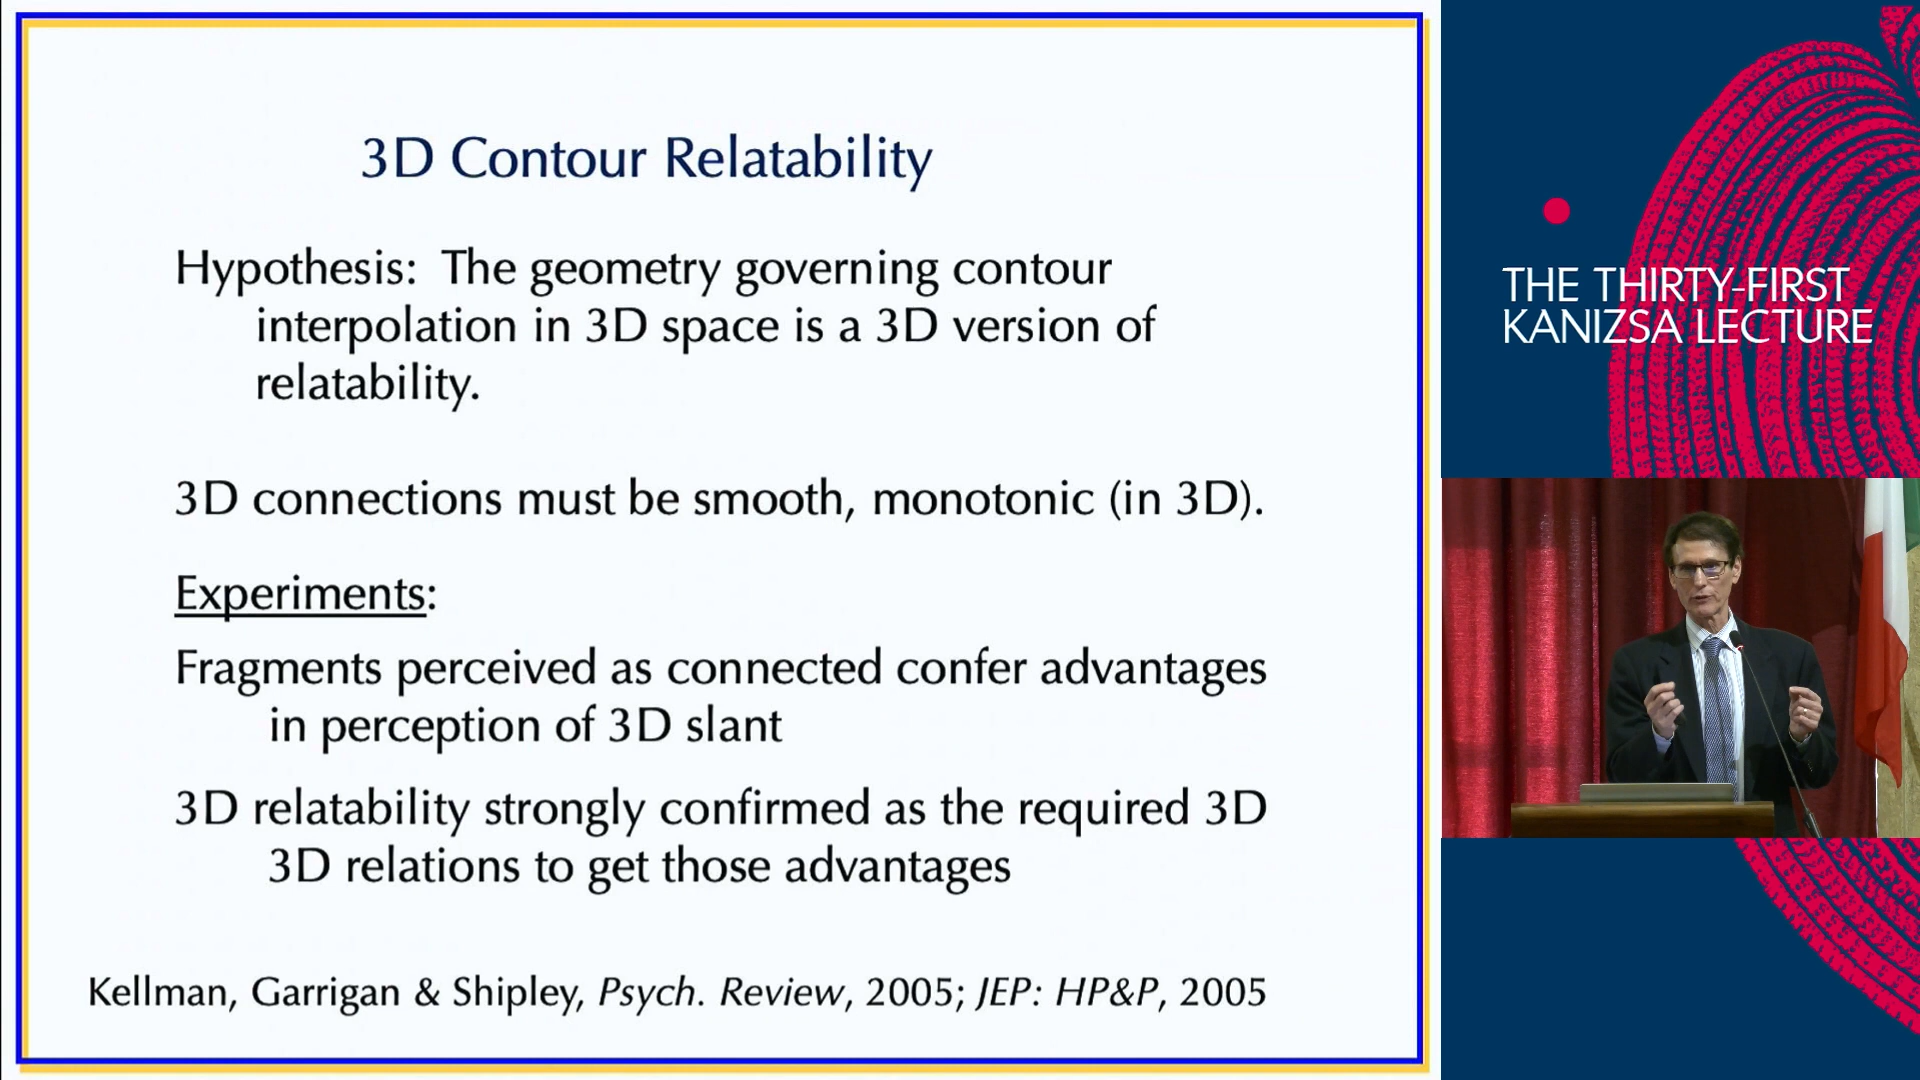 3D Contour Relatability
Hypothesis: The geometry governing contour
interpolation in 3D space is a 3D version of
relatability.
3D connections must be smooth, monotonic (in 3D).
Experiments:
Fragments perceived as connected confer advantages
in perception of 3D slant
3D relatability strongly confirmed as the required 3D
3D relations to get those advantages
Kellman, Garrigan & Shipley, Psych. Review, 2005; JEP: HP&P, 2005
THE THIRTY-FIRST
KANIZSA LECTURE